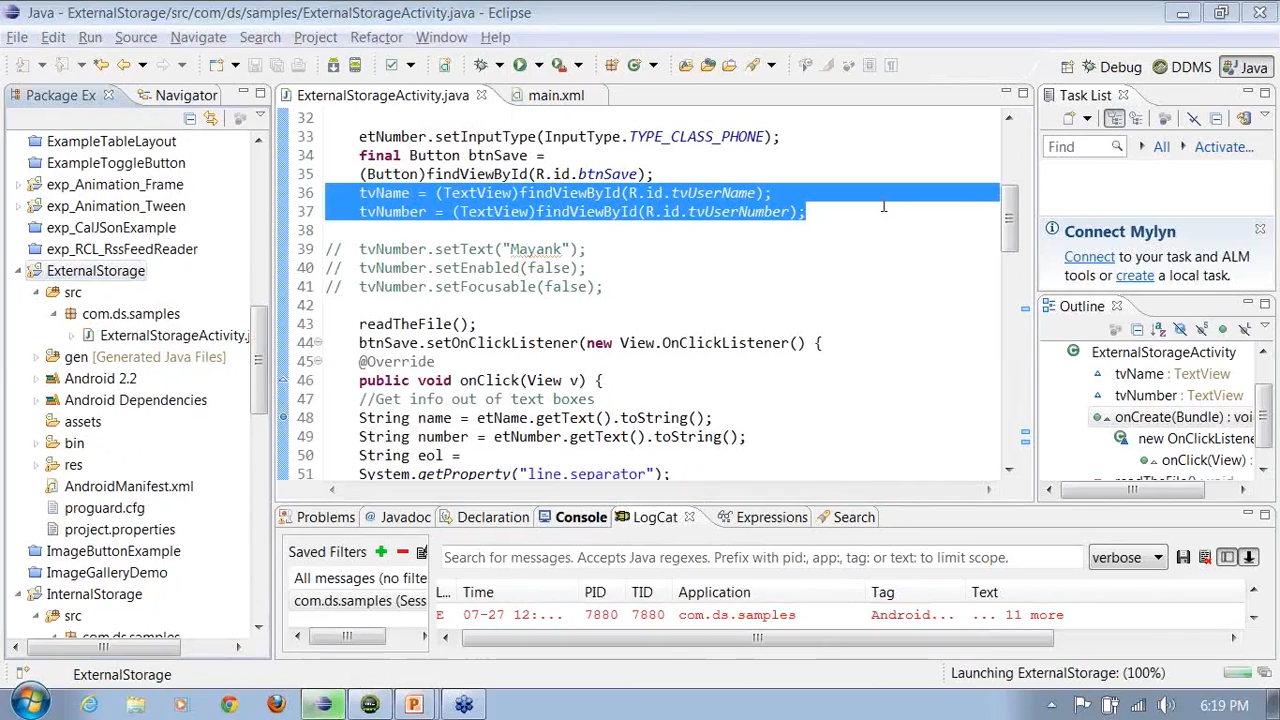 Java - ExternalStorage/src/com/ds/samples/ExternalStorageActivity.java - Eclipse
File Edit Run Source Navigate Search Project Refactor Window Help
Debug DDMS Java
Package Ex Navigator
ExampleTableLayout
ExampleToggleButton
exp_Animation_Frame
exp_Animation_Tween
exp_CalJSonExample
exp_RCL_RssFeedReader
ExternalStorage
src
com.ds.samples
ExternalStorageActivity.j
gen [Generated Java Files]
Android 2.2
Android Dependencies
assets
bin
res
AndroidManifest.xml
proguard.cfg
project.properties
ImageButtonExample
ImageGalleryDemo
InternalStorage
src
com.ds.samples
ExternalStorageActivity.java main.xml
32
33 etNumber.setInputType(InputType.TYPE_CLASS_PHONE);
34 final Button btnSave =
35 (Button)findViewById(R.id.btnSave);
36 tvName = (TextView)findViewById(R.id.tvUserName);
37 tvNumber = (TextView)findViewById(R.id.tvUserNumber);
38
39 // tvNumber.setText("Mayank");
40 // tvNumber.setEnabled(false);
41 // tvNumber.setFocusable(false);
42
43 readTheFile();
44 btnSave.setOnClickListener(new View.OnClickListener() {
45 @Override
46 public void onClick(View v) {
47 //Get info out of text boxes
48 String name = etName.getText().toString();
49 String number = etNumber.getText().toString();
50 String eol =
51 System.getProperty("line.separator");
Task List
Find All Activate...
Connect Mylyn
Connect to your task and ALM
tools or create a local task.
Outline
ExternalStorageActivity
tvName : TextView
tvNumber : TextView
onCreate(Bundle) : voi
new OnClickListene
onClick(View) :
Problems Javadoc Declaration Console LogCat Expressions Search
Saved Filters
All messages (no filte
com.ds.samples (Sess
Search for messages. Accepts Java regexes. Prefix with pid:, app:, tag: or text: to limit scope.
verbose
L... Time PID TID Application Tag Text
E 07-27 12:... 7880 7880 com.ds.samples Android... ... 11 more
ExternalStorage
Launching ExternalStorage: (100%)
6:19 PM